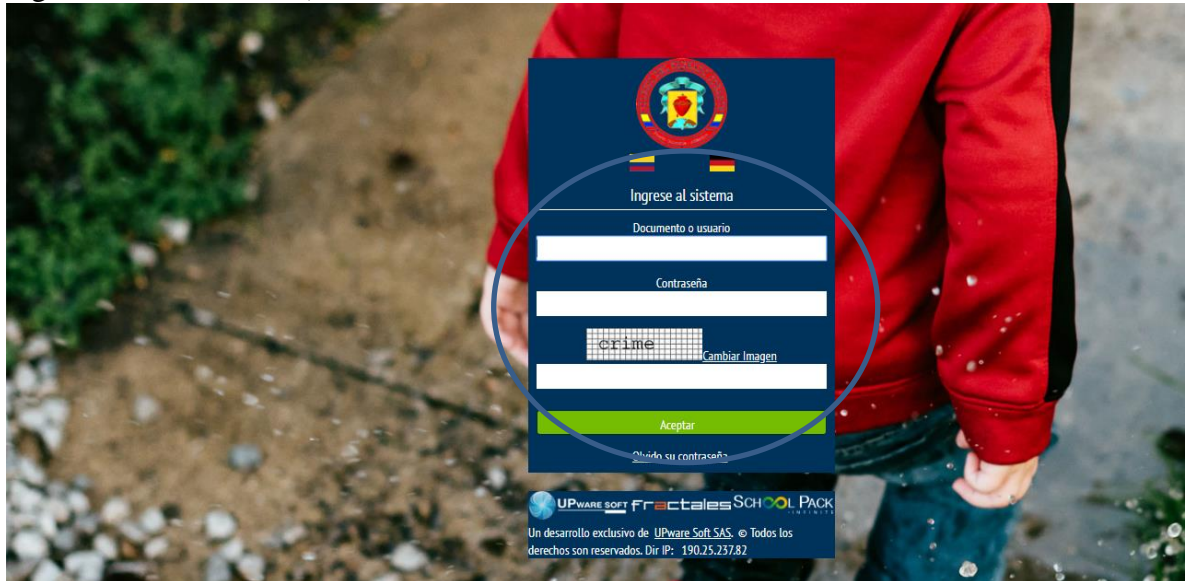 Ingrese al sistema
Documento o usuario
Contraseña
crime
Cambiar Imagen
Aceptar
Olvido su contraseña
UPWARE SOFT Fractales SCHOOL PACK
INFINITE
Un desarrollo exclusivo de UPware Soft SAS. © Todos los
derechos son reservados. Dir IP: 190.25.237.82